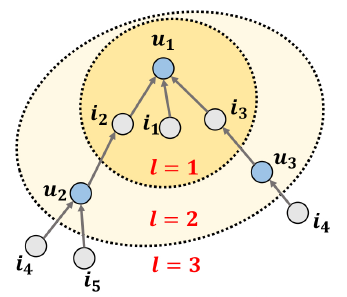 u₁
i₂
i₁
i₃
l = 1
u₂
u₃
l = 2
i₄
i₄
i₅
l = 3